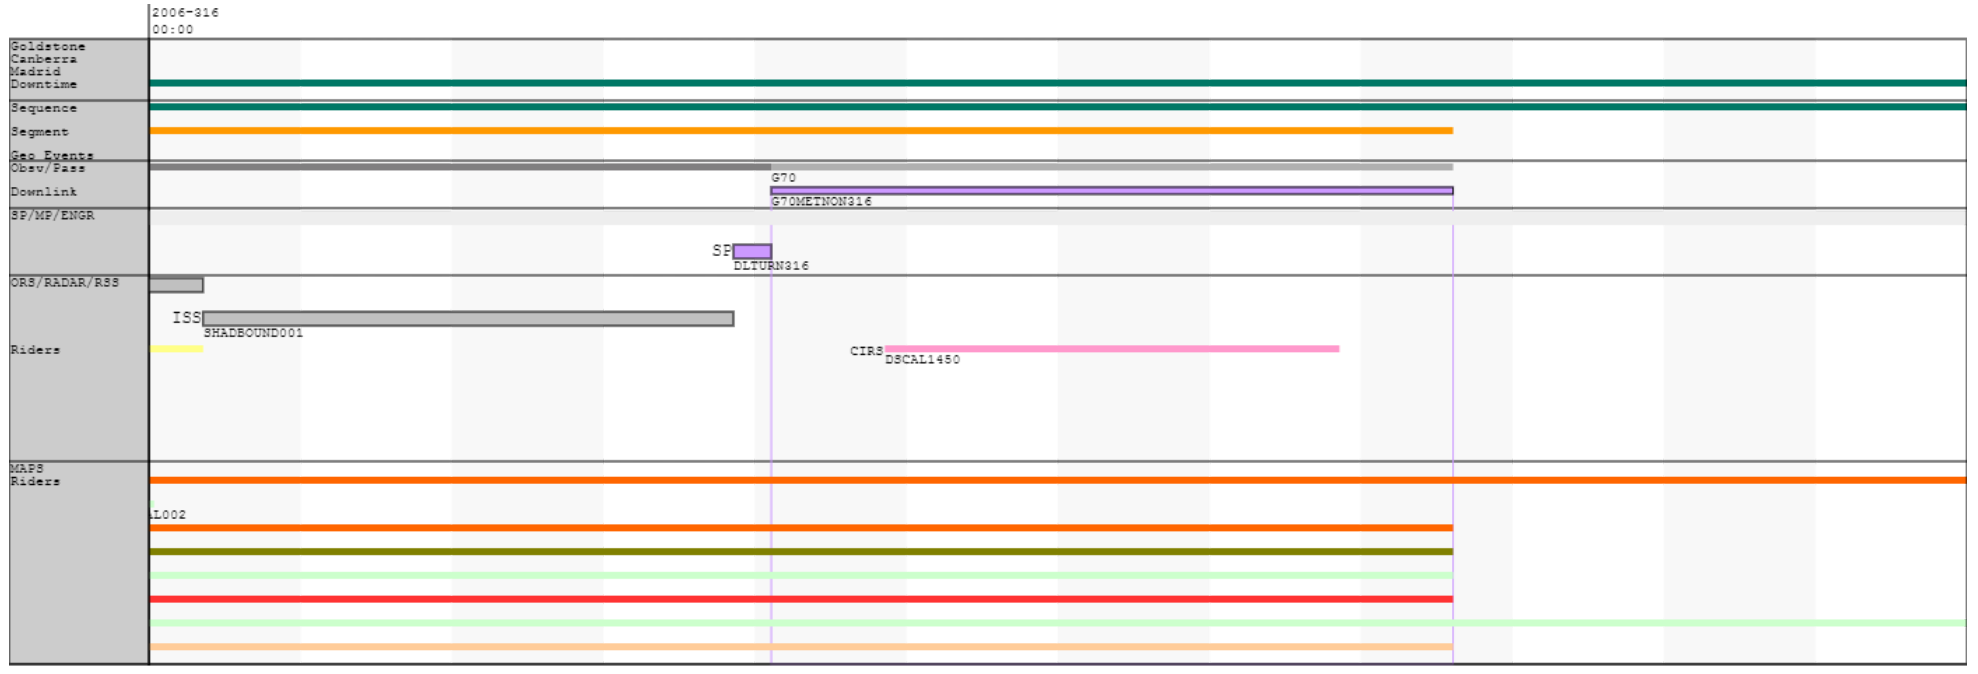 2006-316
00:00
Goldstone
Canberra
Madrid
Downtime
Sequence
Segment
Geo Events
Obsv/Pass
G70
Downlink
G70METNON316
SP/MP/ENGR
SP
DLTURN316
ORS/RADAR/RSS
ISS
SHADBOUND001
Riders
CIRS
DSCAL1450
MAPS
Riders
L002